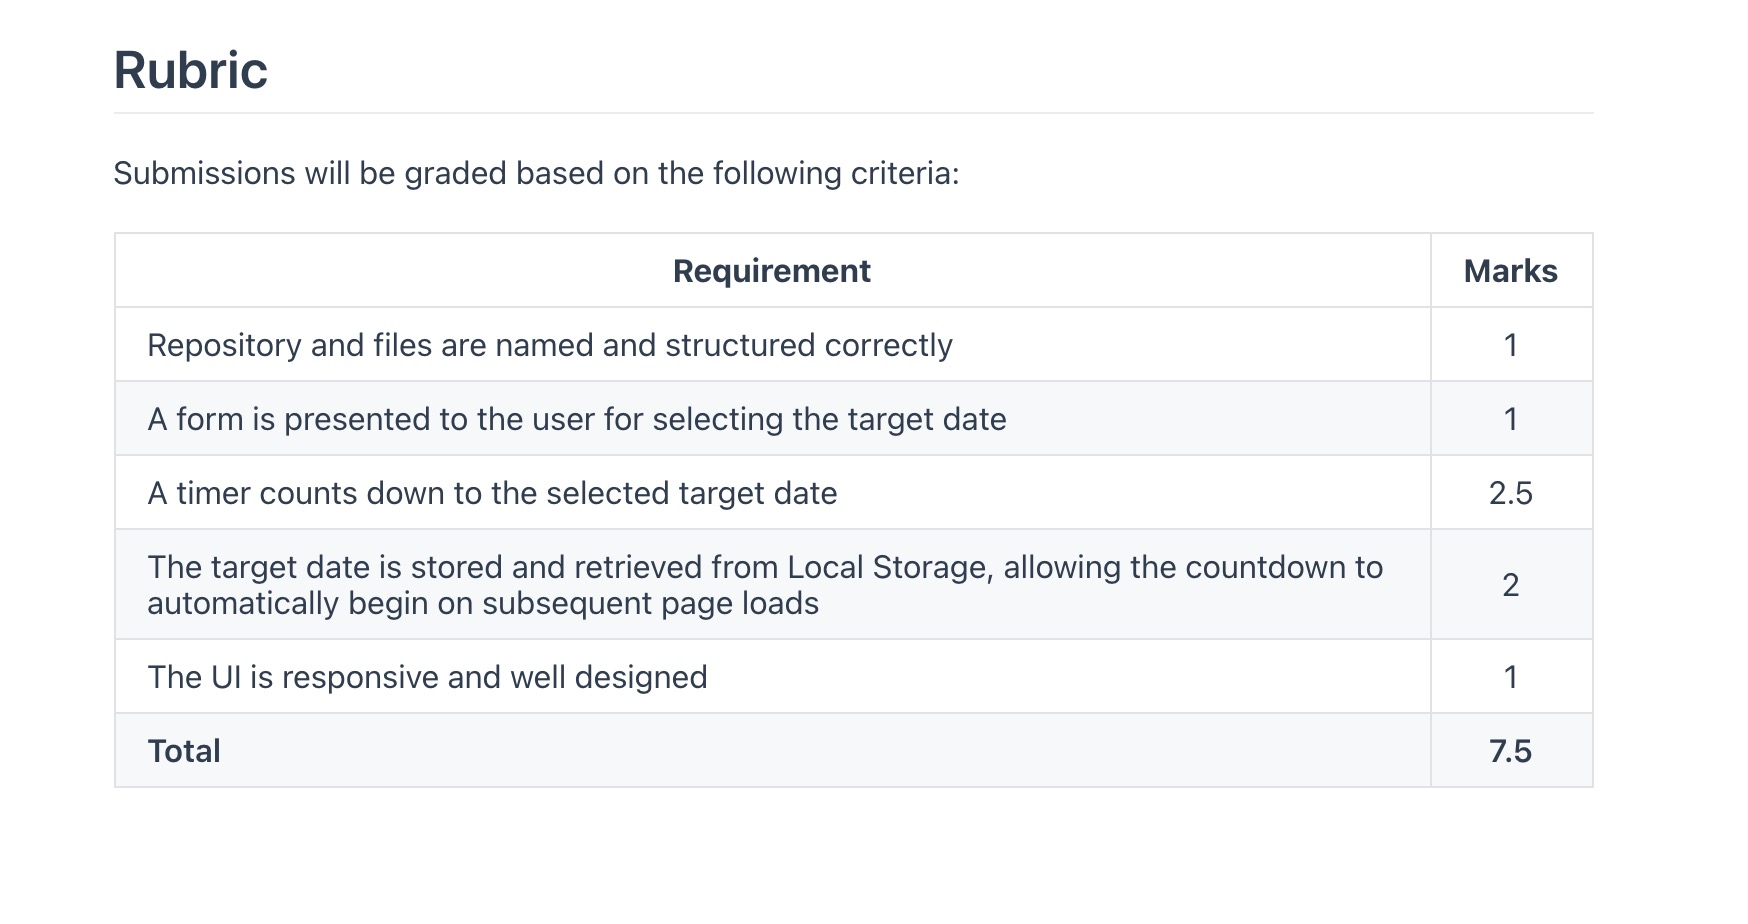 Rubric
Submissions will be graded based on the following criteria:
Requirement Marks
Repository and files are named and structured correctly 1
A form is presented to the user for selecting the target date 1
A timer counts down to the selected target date 2.5
The target date is stored and retrieved from Local Storage, allowing the countdown to
automatically begin on subsequent page loads 2
The UI is responsive and well designed 1
Total 7.5